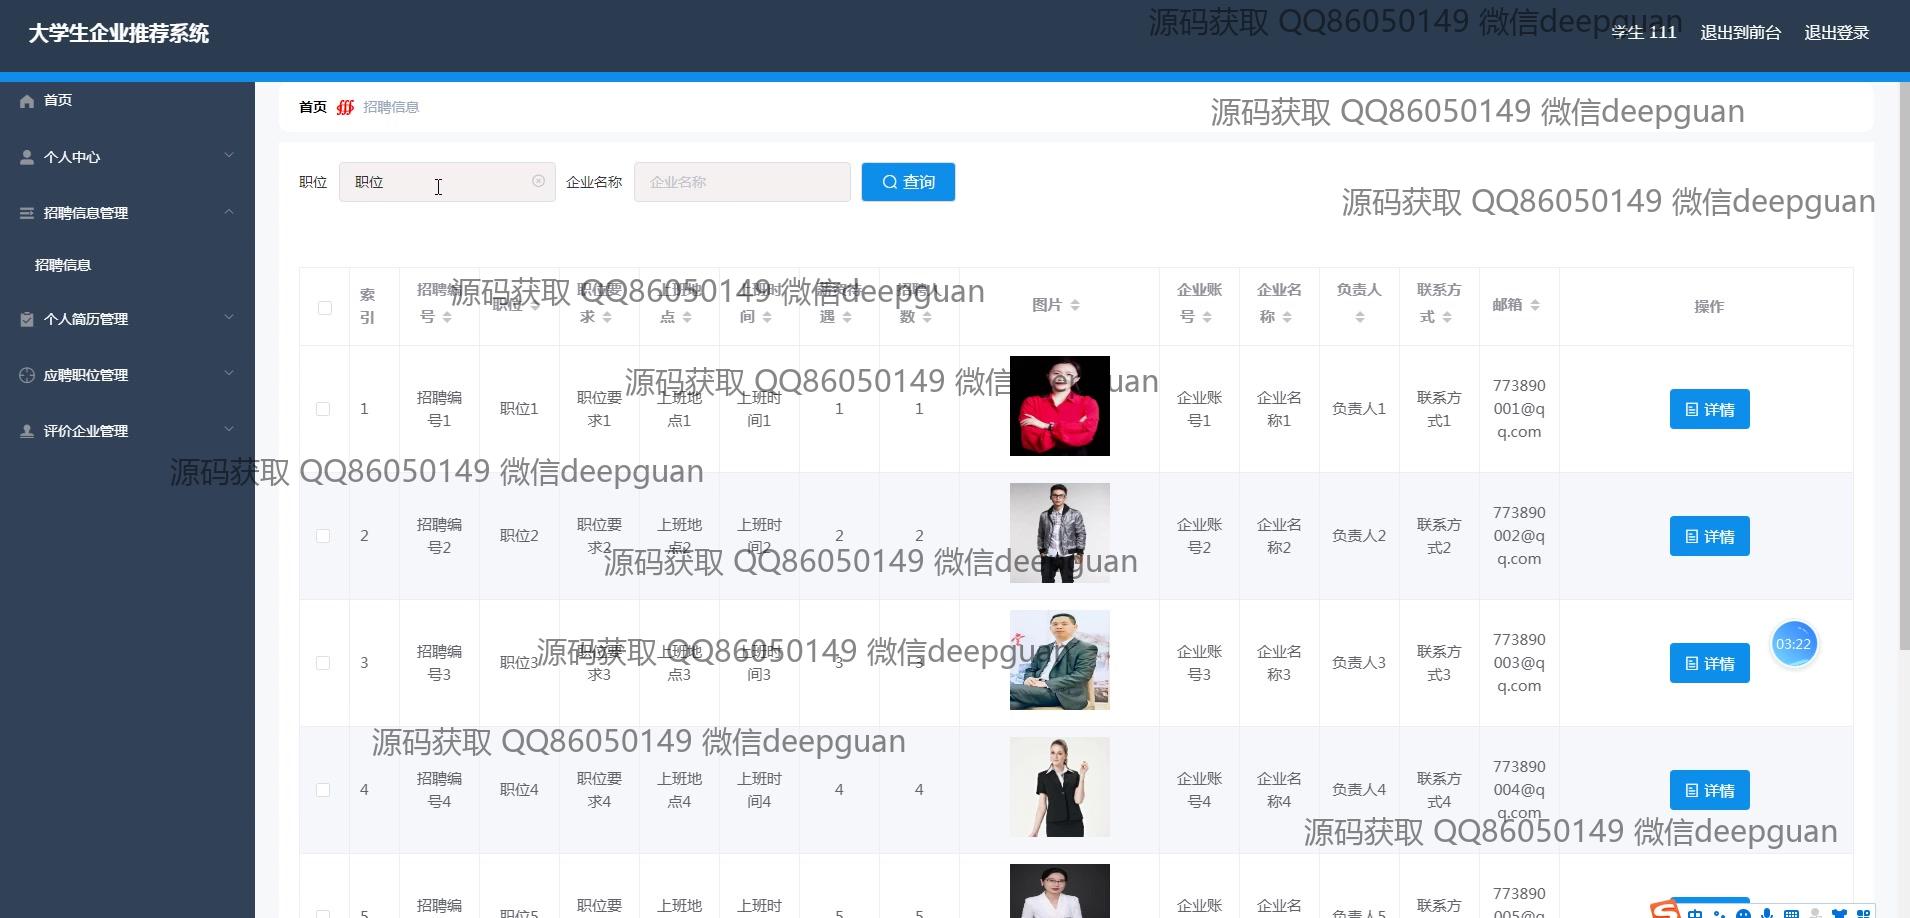 大学生企业推荐系统
源码获取 QQ86050149 微信deepguan
学生 111 退出到前台 退出登录
首页
个人中心
招聘信息管理
招聘信息
个人简历管理
应聘职位管理
评价企业管理
首页 招聘信息
源码获取 QQ86050149 微信deepguan
职位 职位 企业名称 企业名称 查询
源码获取 QQ86050149 微信deepguan
索引 招聘编号 职位 职位要求 上班地点 上班时间 薪资待遇 招聘人数 图片 企业账号 企业名称 负责人 联系方式 邮箱 操作
源码获取 QQ86050149 微信deepguan
1 招聘编号1 职位1 职位要求1 上班地点1 上班时间1 1 1 企业账号1 企业名称1 负责人1 联系方式1 773890001@qq.com 详情
源码获取 QQ86050149 微信deepguan
源码获取 QQ86050149 微信deepguan
2 招聘编号2 职位2 职位要求2 上班地点2 上班时间2 2 2 企业账号2 企业名称2 负责人2 联系方式2 773890002@qq.com 详情
源码获取 QQ86050149 微信deepguan
3 招聘编号3 职位3 职位要求3 上班地点3 上班时间3 3 3 企业账号3 企业名称3 负责人3 联系方式3 773890003@qq.com 详情
源码获取 QQ86050149 微信deepguan
03:22
源码获取 QQ86050149 微信deepguan
4 招聘编号4 职位4 职位要求4 上班地点4 上班时间4 4 4 企业账号4 企业名称4 负责人4 联系方式4 773890004@qq.com 详情
源码获取 QQ86050149 微信deepguan
5 招聘编 职位5 职位要 上班地 上班时 5 5 企业账 企业名 负责人5 联系方 773890005@q
中